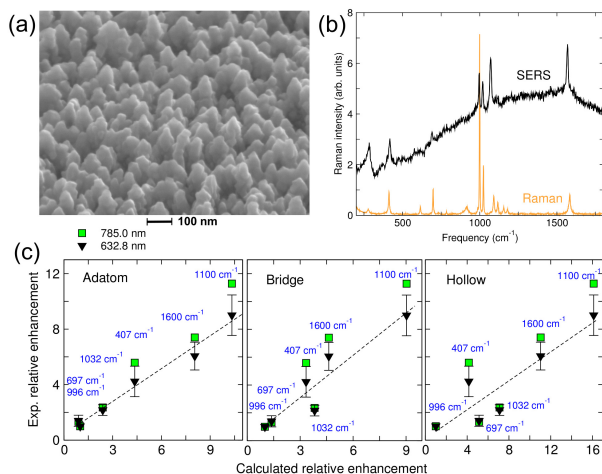 (a)
100 nm
(b)
8
6
4
2
0
Raman intensity (arb. units)
SERS
Raman
500
1000
1500
Frequency (cm⁻¹)
785.0 nm
632.8 nm
(c)
Exp. relative enhancement
12
8
4
0
Adatom
1100 cm⁻¹
1600 cm⁻¹
407 cm⁻¹
1032 cm⁻¹
697 cm⁻¹
996 cm⁻¹
0 2 4 6 8 10
Bridge
1100 cm⁻¹
1600 cm⁻¹
407 cm⁻¹
697 cm⁻¹
996 cm⁻¹
1032 cm⁻¹
0 3 6 9
Hollow
1100 cm⁻¹
1600 cm⁻¹
407 cm⁻¹
996 cm⁻¹
1032 cm⁻¹
697 cm⁻¹
4 8 12 16
Calculated relative enhancement